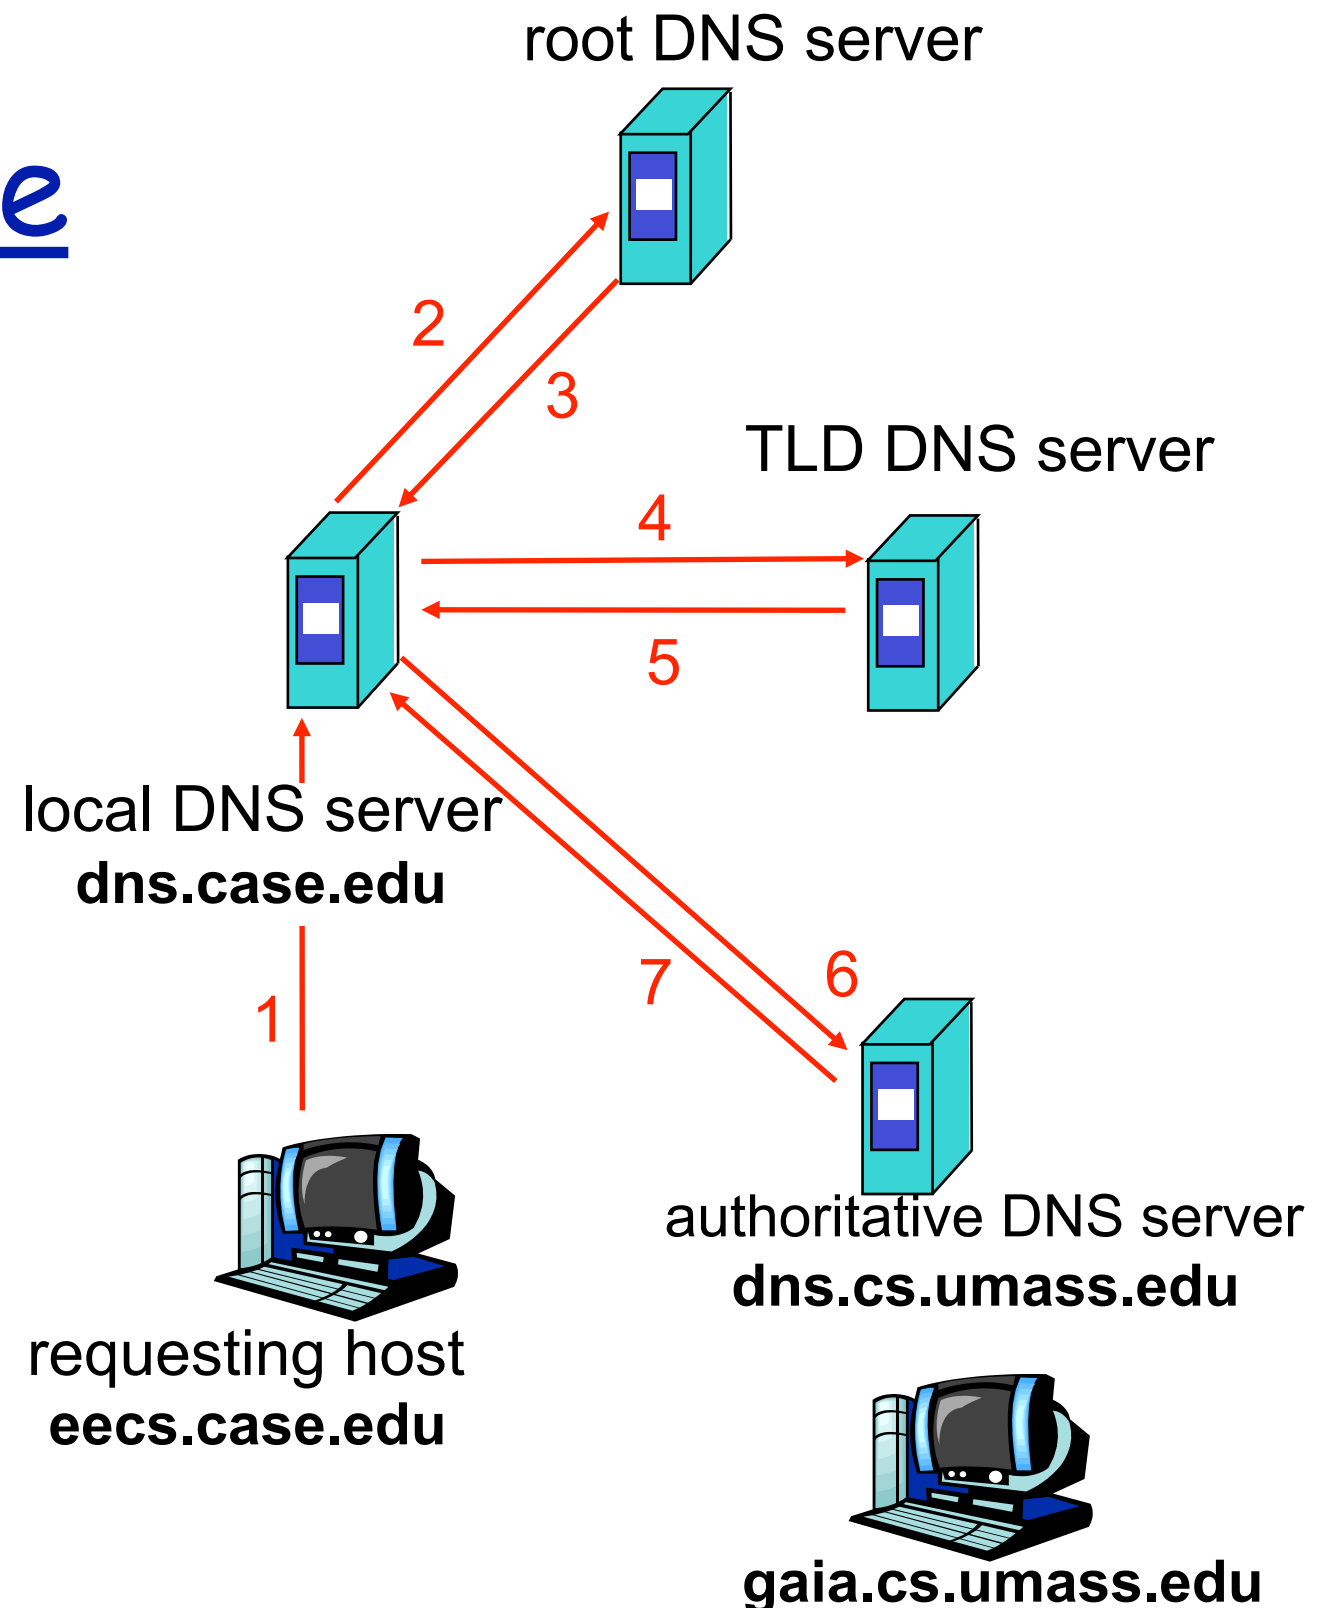 root DNS server
e
2
3
TLD DNS server
4
5
local DNS server
dns.case.edu
1
7
6
authoritative DNS server
dns.cs.umass.edu
requesting host
eecs.case.edu
gaia.cs.umass.edu